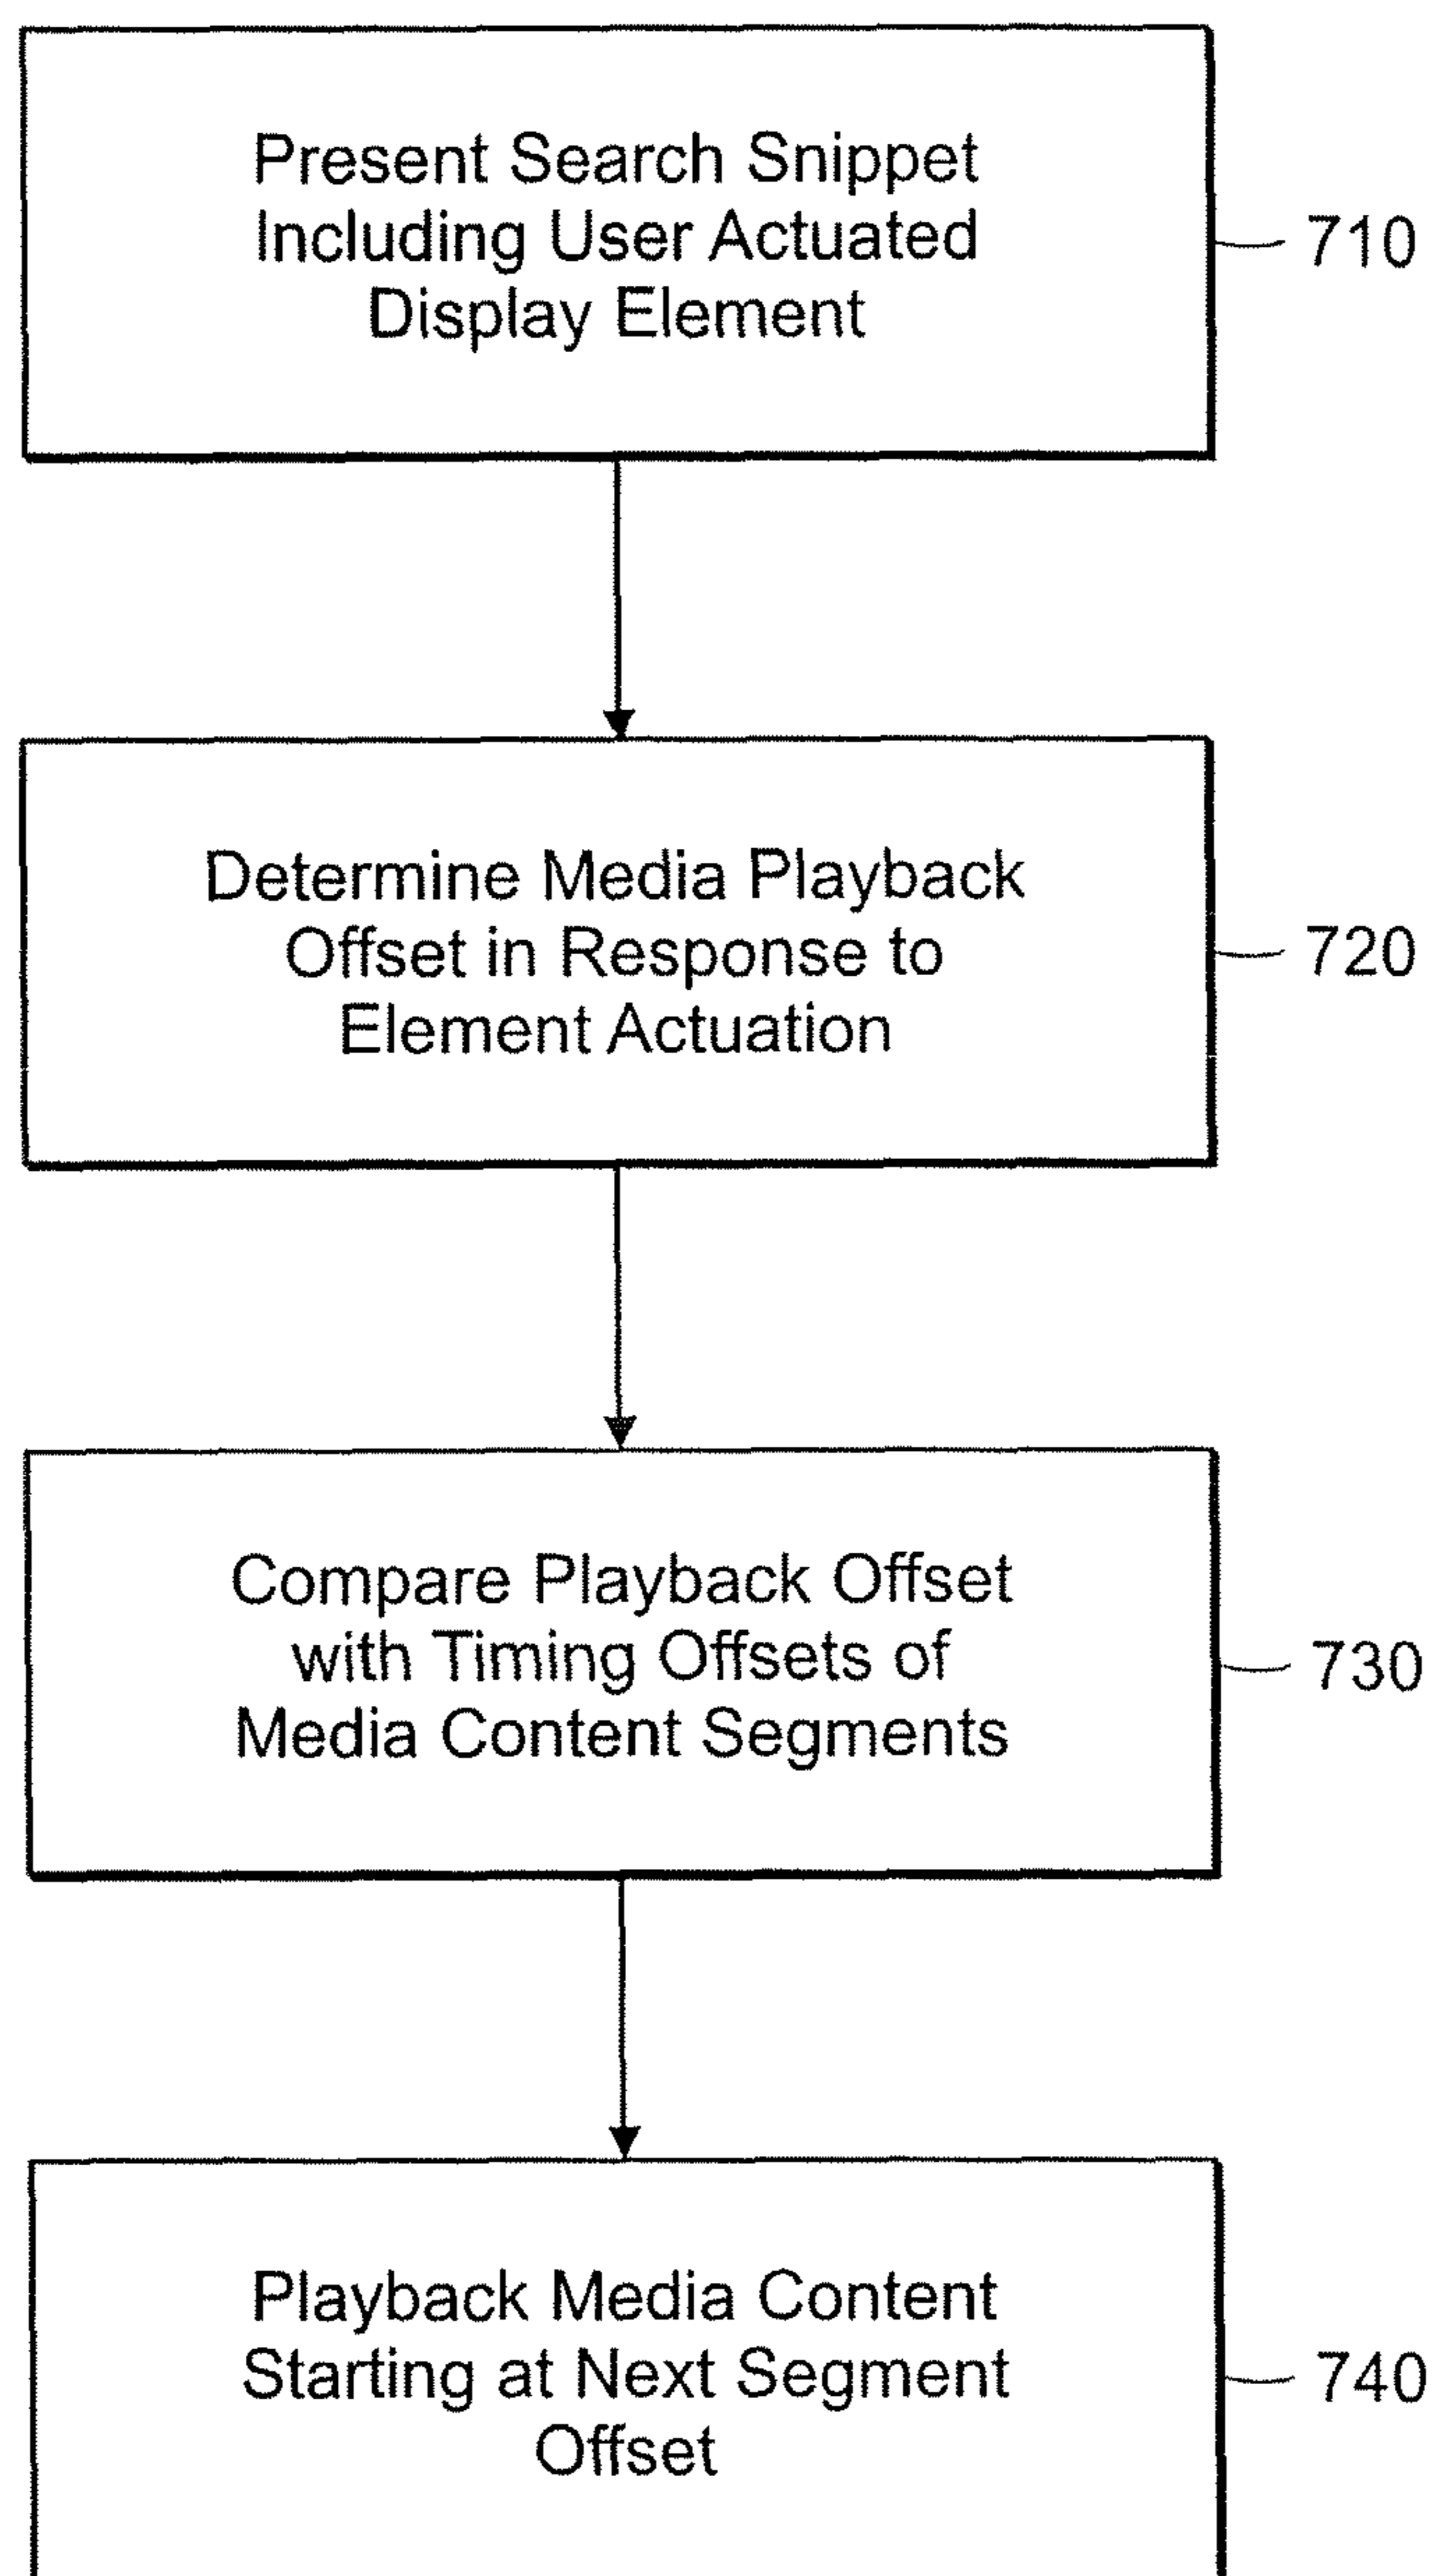 Present Search Snippet
Including User Actuated
Display Element
710
Determine Media Playback
Offset in Response to
Element Actuation
720
Compare Playback Offset
with Timing Offsets of
Media Content Segments
730
Playback Media Content
Starting at Next Segment
Offset
740